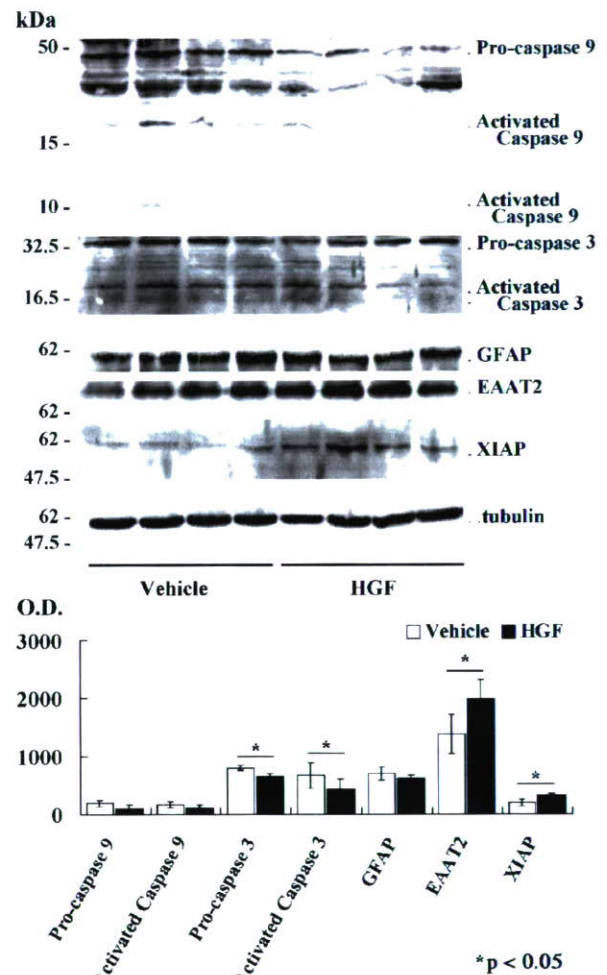 kDa
50 -
Pro-caspase 9
Activated
Caspase 9
15 -
10 -
Activated
Caspase 9
32.5 -
Pro-caspase 3
16.5 -
Activated
Caspase 3
62 -
GFAP
EAAT2
62 -
62 -
XIAP
47.5 -
62 -
tubulin
47.5 -
Vehicle HGF
O.D.
3000
Vehicle HGF
2000
1000
0
* * * *
Pro-caspase 9
Activated Caspase 9
Pro-caspase 3
Activated Caspase 3
GFAP
EAAT2
XIAP
*p < 0.05